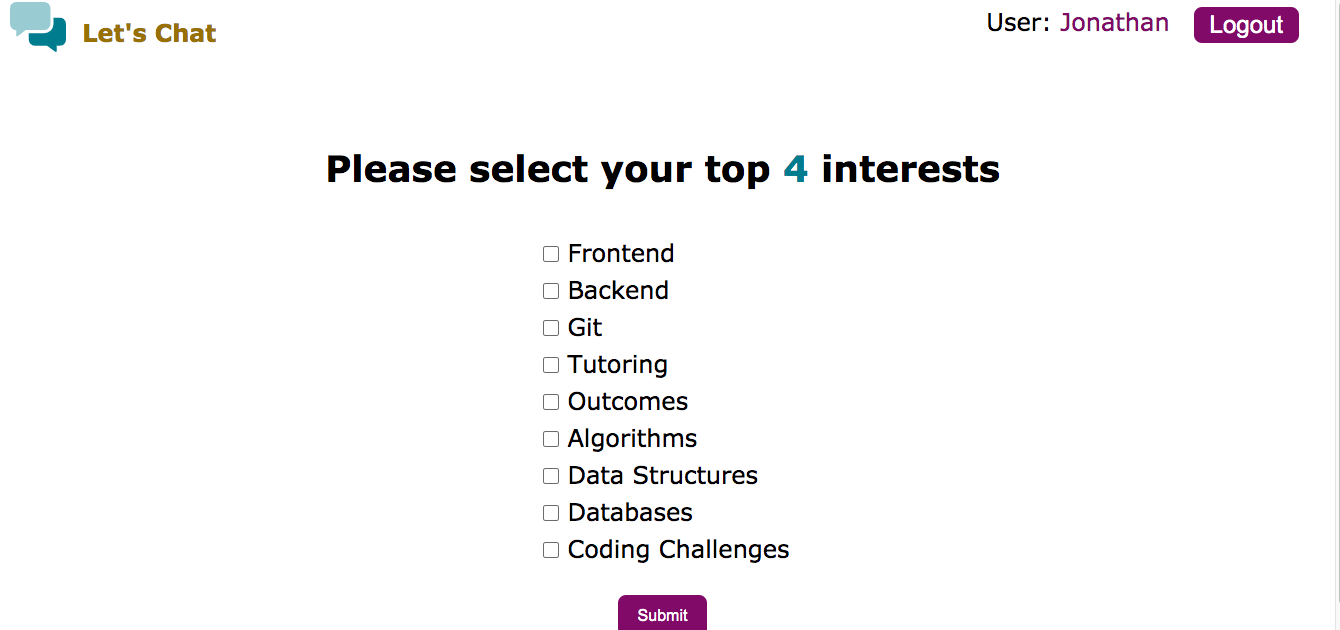 Let's Chat
User: Jonathan
Logout
Please select your top 4 interests
Frontend
Backend
Git
Tutoring
Outcomes
Algorithms
Data Structures
Databases
Coding Challenges
Submit